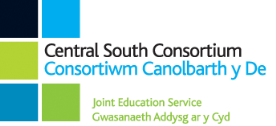 Central South Consortium
Consortiwm Canolbarth y De
Joint Education Service
Gwasanaeth Addysg ar y Cyd